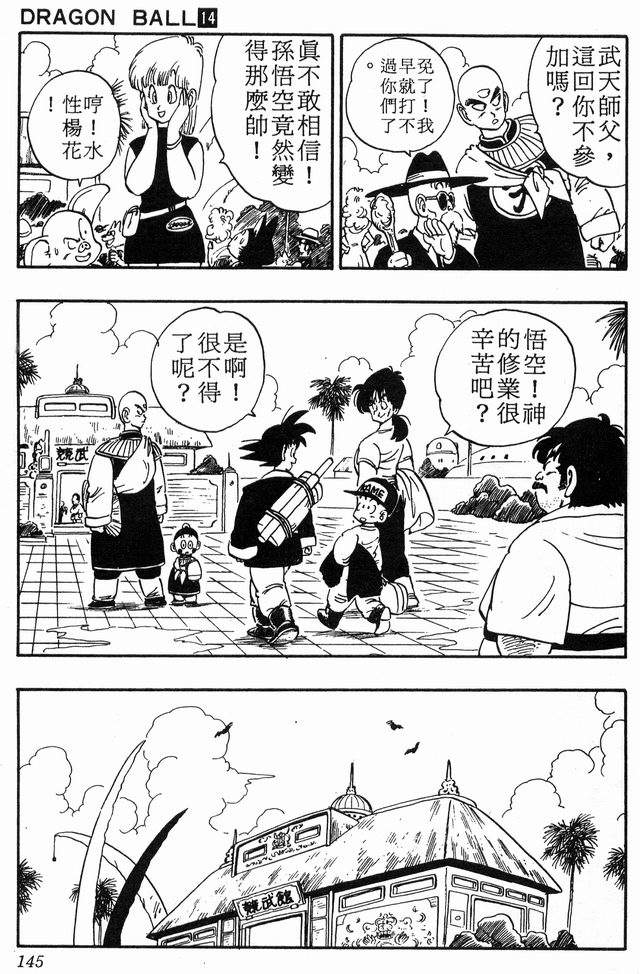 DRAGON BALL 14
武天師父，
這回你不參
加嗎？
免了！我
早就打不
過你們了
。
真不敢相信！
孫悟空竟然變
得那麼帥！
哼！水
性楊花
！
悟空！神
的修業很
辛苦吧？
是啊！
很不得
了呢？
競武
GAME
競武館
145